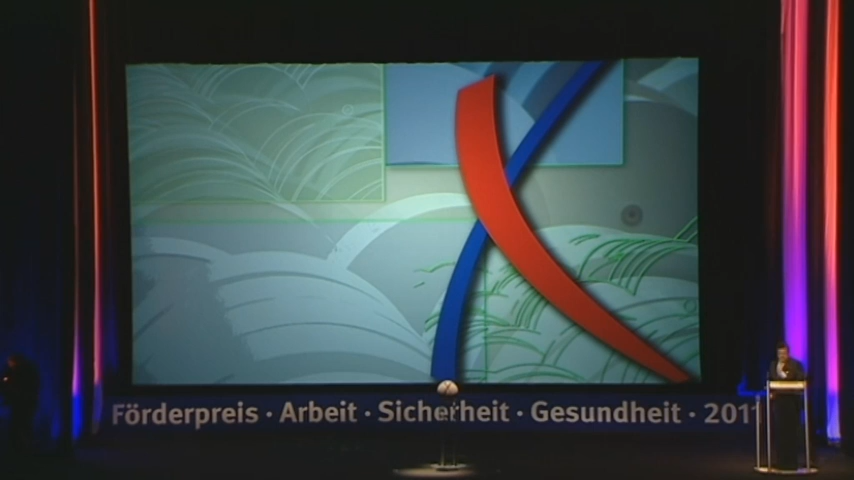 Förderpreis · Arbeit · Sicherheit · Gesundheit · 2011